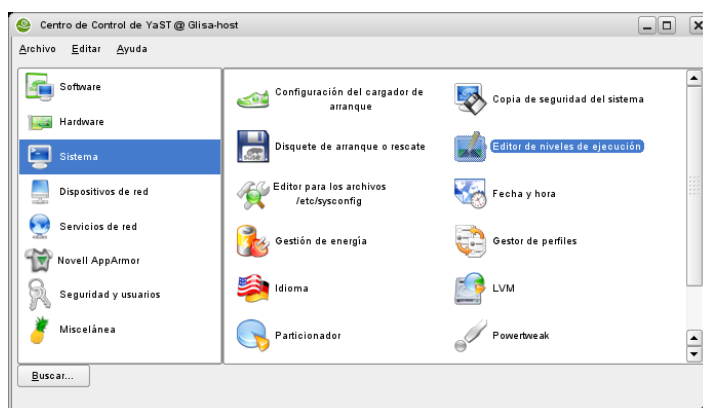 Centro de Control de YaST @ Glisa-host
Archivo Editar Ayuda
Software
Hardware
Sistema
Dispositivos de red
Servicios de red
Novell AppArmor
Seguridad y usuarios
Miscelánea
Configuración del cargador de
arranque
Copia de seguridad del sistema
Disquete de arranque o rescate
Editor de niveles de ejecución
Editor para los archivos
/etc/sysconfig
Fecha y hora
Gestión de energía
Gestor de perfiles
Idioma
LVM
Particionador
Powertweak
Buscar...